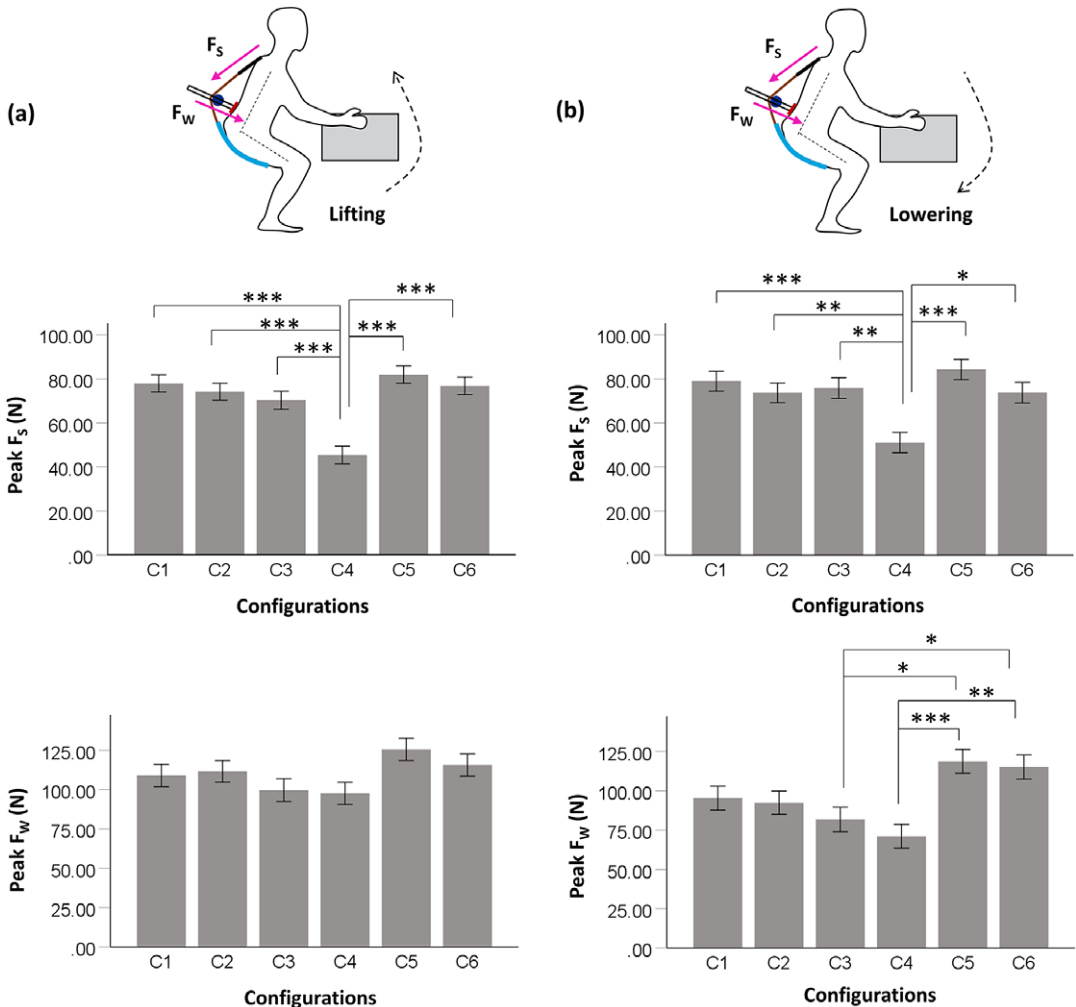 (a)
F_S
F_W
Lifting
(b)
F_S
F_W
Lowering
***
***
***
***
***
Peak F_S (N)
100.00
80.00
60.00
40.00
20.00
.00
C1 C2 C3 C4 C5 C6
Configurations
***
*
**
***
**
Peak F_S (N)
100.00
80.00
60.00
40.00
20.00
.00
C1 C2 C3 C4 C5 C6
Configurations
Peak F_W (N)
125.00
100.00
75.00
50.00
25.00
.00
C1 C2 C3 C4 C5 C6
Configurations
*
*
**
***
Peak F_W (N)
125.00
100.00
75.00
50.00
25.00
.00
C1 C2 C3 C4 C5 C6
Configurations